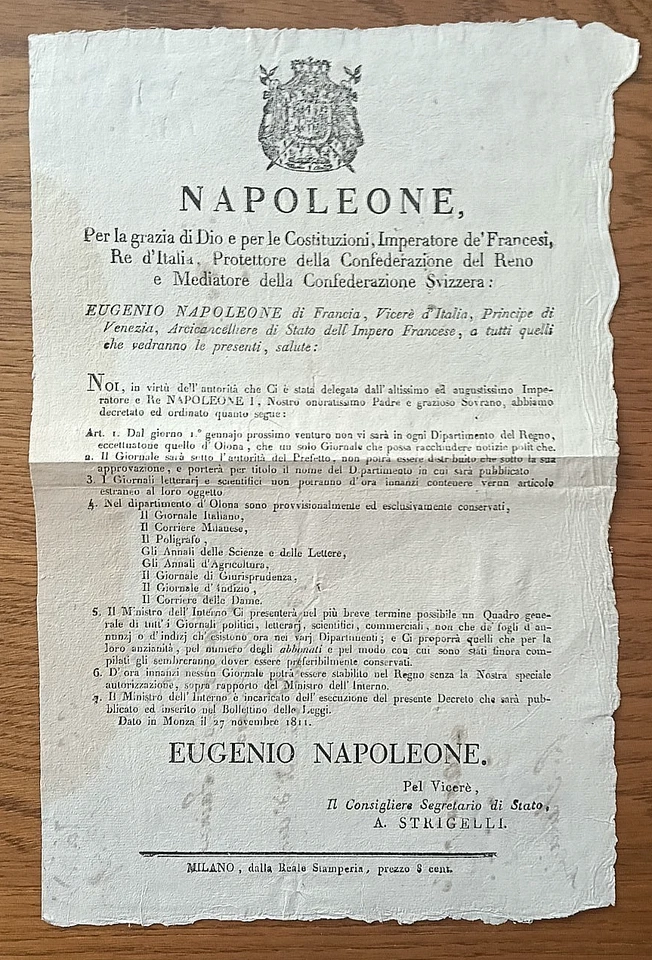 NAPOLEONE,
Per la grazia di Dio e per le Costituzioni, Imperatore de' Francesi,
Re d'Italia, Protettore della Confederazione del Reno
e Mediatore della Confederazione Svizzera:
EUGENIO NAPOLEONE di Francia, Vicerè d'Italia, Principe di
Venezia, Arcicancelliere di Stato dell'Impero Francese, a tutti quelli
che vedranno le presenti, salute:
NOI, in virtù dell'autorità che Ci è stata delegata dall'altissimo ed augustissimo Impe-
ratore e Re NAPOLEONE I, Nostro onoratissimo Padre e grazioso Sovrano, abbiamo
decretato ed ordinato quanto segue:
Art. 1. Dal giorno 1.° gennajo prossimo venturo non vi sarà in ogni Dipartimento del Regno,
eccettuatone quello d'Olona, che un solo Giornale che possa racchiudere notizie politiche.
2. Il Giornale sarà sotto l'autorità del Prefetto, non potrà essere distribuito che sotto la sua
approvazione, e porterà per titolo il nome del Dipartimento in cui sarà pubblicato
3. I Giornali letterarj e scientifici non potranno d'ora innanzi contenere verun articolo
estraneo al loro oggetto
4. Nel dipartimento d'Olona sono provvisionalmente ed esclusivamente conservati,
Il Giornale Italiano,
Il Corriere Milanese,
Il Poligrafo,
Gli Annali delle Scienze e delle Lettere,
Gli Annali d'Agricoltura,
Il Giornale di Giurisprudenza,
Il Giornale d'Indizio,
Il Corriere delle Dame.
5. Il Ministro dell'Interno Ci presenterà nel più breve termine possibile un Quadro gene-
rale di tutt'i Giornali politici, letterarj, scientifici, commerciali, non che de' fogli d'an-
nunzj o d'indizj ch'esistono ora nei varj Dipartimenti; e Ci proporrà quelli che per la
loro anzianità, pel numero degli abbonati e pel modo con cui sono stati finora com-
pilati gli sembreranno dover essere preferibilmente conservati.
6. D'ora innanzi nessun Giornale potrà essere stabilito nel Regno senza la Nostra speciale
autorizzazione, sopra rapporto del Ministro dell'Interno.
7. Il Ministro dell'Interno è incaricato dell'esecuzione del presente Decreto che sarà pub-
blicato ed inserito nel Bollettino delle Leggi.
Dato in Monza il 27 novembre 1811.
EUGENIO NAPOLEONE.
Pel Vicerè,
Il Consigliere Segretario di Stato,
A. STRIGELLI.
MILANO, dalla Reale Stamperia, prezzo 8 cent.